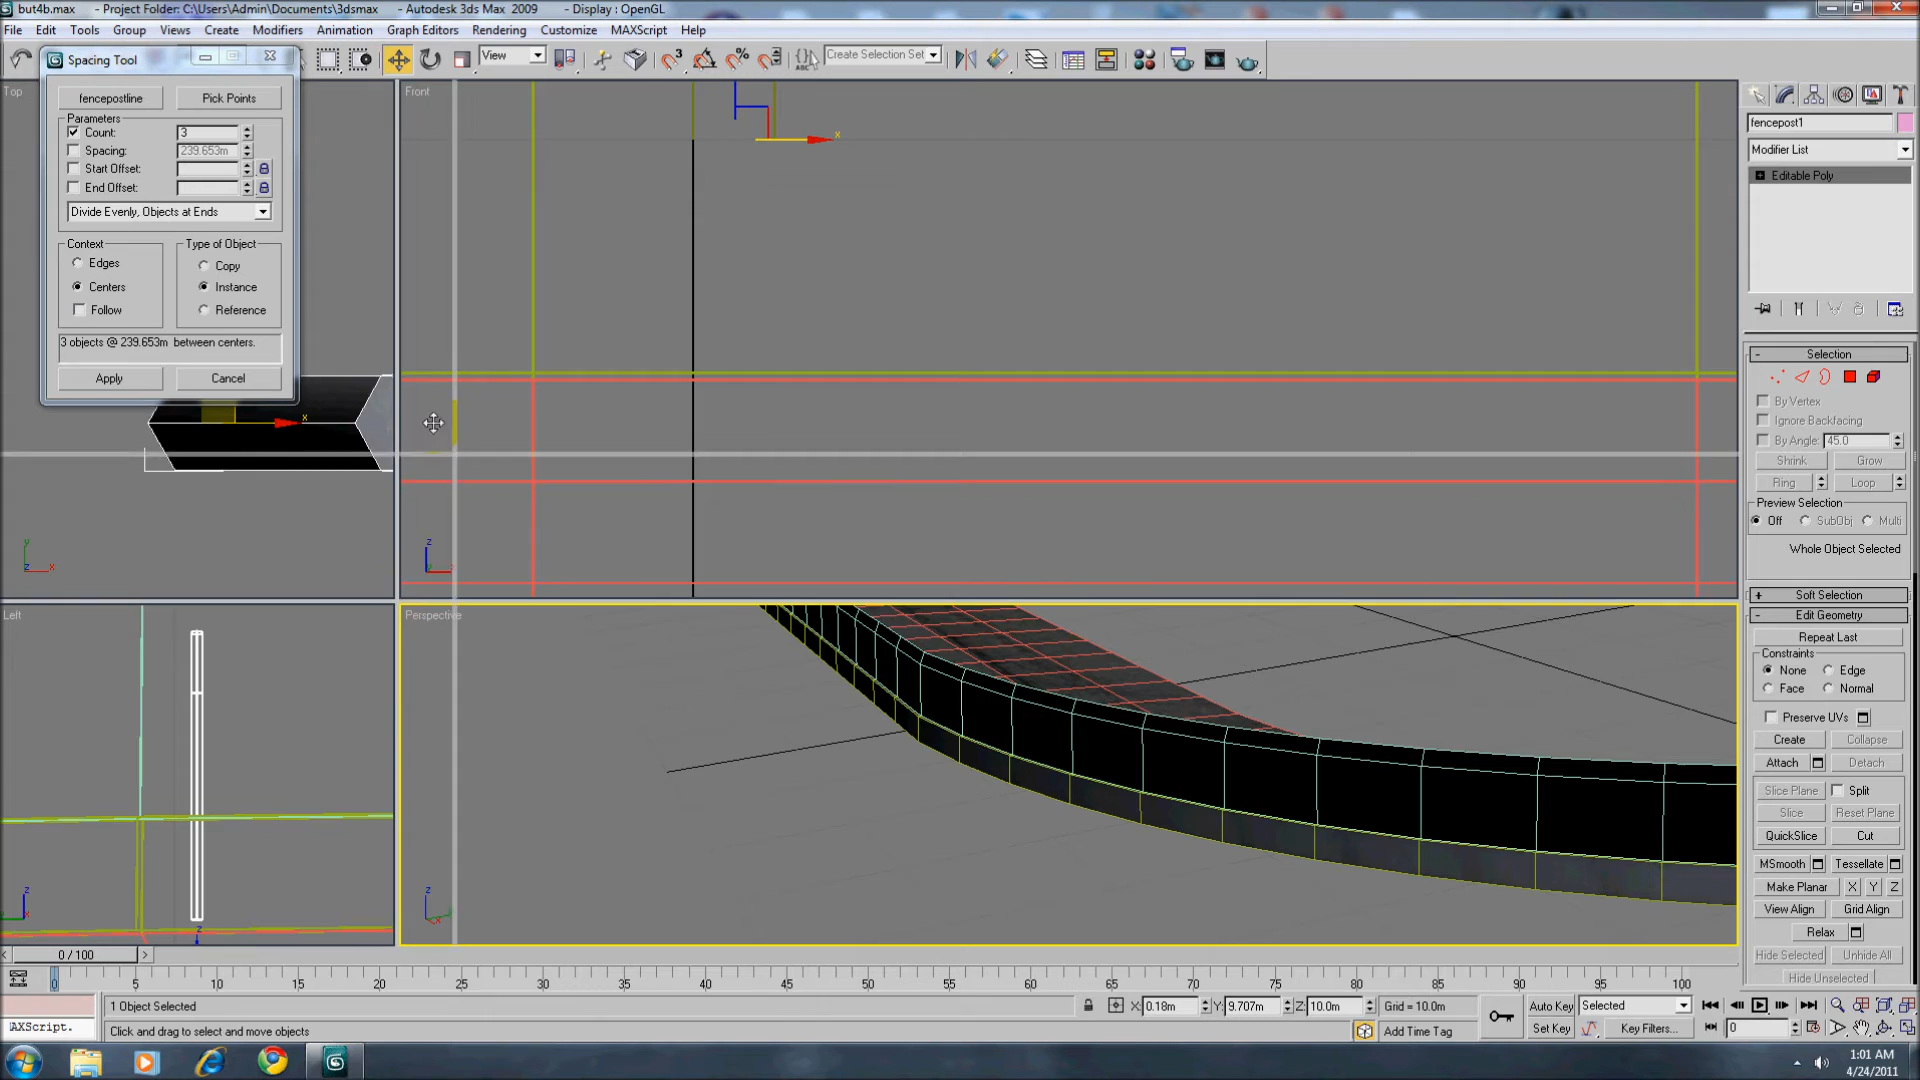 but4b.max - Project Folder: C:\Users\Admin\Documents\3dsmax - Autodesk 3ds Max 2009 - Display : OpenGL
File Edit Tools Group Views Create Modifiers Animation Graph Editors Rendering Customize MAXScript Help
Spacing Tool
View
Create Selection Set
Top
fencepostline Pick Points
Parameters
Count: 3
Spacing: 239.653m
Start Offset:
End Offset:
Divide Evenly, Objects at Ends
Context
Edges
Centers
Follow
Type of Object
Copy
Instance
Reference
3 objects @ 239.653m between centers.
Apply Cancel
Front
x
x
y
z x
z
Left
z
z
Perspective
z
x
fencepost1
Modifier List
Editable Poly
Selection
By Vertex
Ignore Backfacing
By Angle: 45.0
Shrink Grow
Ring Loop
Preview Selection
Off SubObj Multi
Whole Object Selected
Soft Selection
Edit Geometry
Repeat Last
Constraints
None Edge
Face Normal
Preserve UVs
Create Collapse
Attach Detach
Slice Plane Split
Slice Reset Plane
QuickSlice Cut
MSmooth Tessellate
Make Planar X Y Z
View Align Grid Align
Relax
Hide Selected Unhide All
Hide Unselected
0 / 100
0 5 10 15 20 25 30 35 40 45 50 55 60 65 70 75 80 85 90 95 100
1 Object Selected
X: 0.18m Y: 9.707m Z: 10.0m Grid = 10.0m
Auto Key Selected
AXScript.
Click and drag to select and move objects
Add Time Tag
Set Key Key Filters...
0
1:01 AM
4/24/2011